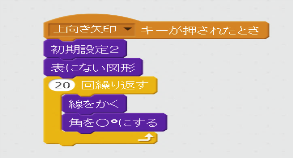 上向き矢印 キーが押されたとき
初期設定2
表にない図形
20 回繰り返す
線をかく
角を〇°にする